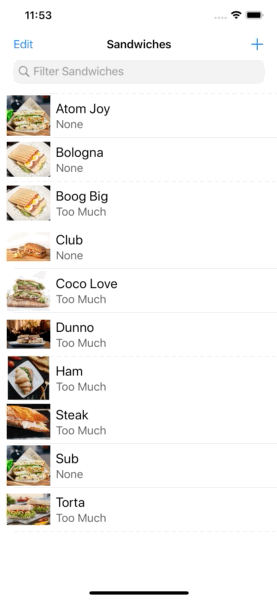 11:53
Edit
Sandwiches
+
Filter Sandwiches
Atom Joy
None
Bologna
None
Boog Big
Too Much
Club
None
Coco Love
Too Much
Dunno
Too Much
Ham
Too Much
Steak
Too Much
Sub
None
Torta
Too Much